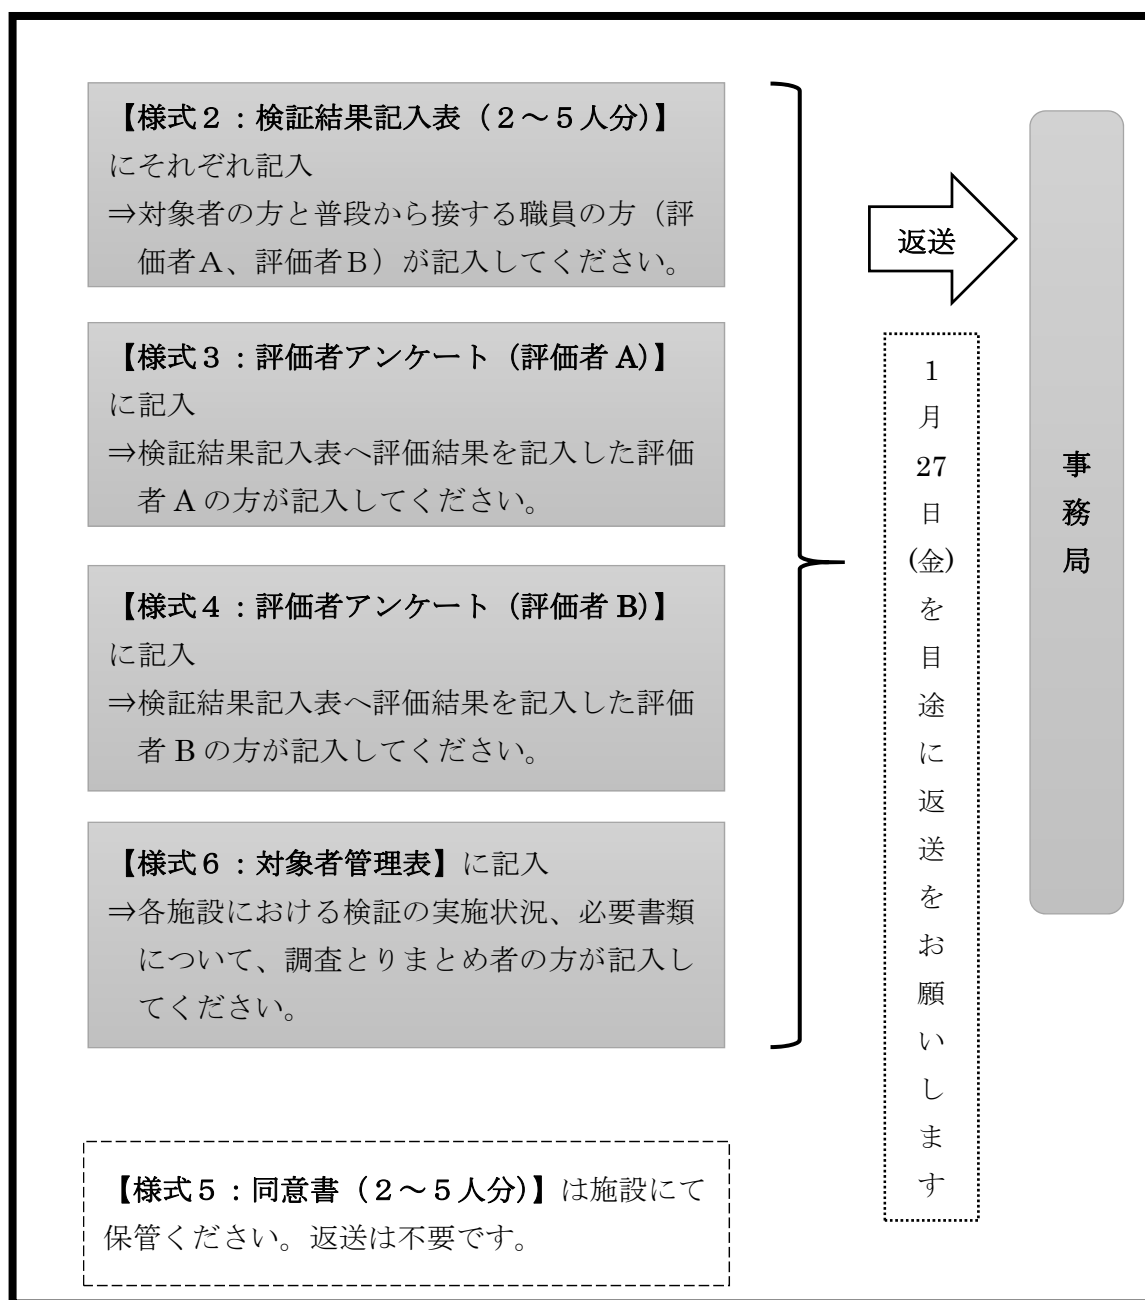 【様式２：検証結果記入表（２～５人分）】
にそれぞれ記入
⇒対象者の方と普段から接する職員の方（評
価者Ａ、評価者Ｂ）が記入してください。
【様式３：評価者アンケート（評価者 A）】
に記入
⇒検証結果記入表へ評価結果を記入した評価
者 A の方が記入してください。
【様式４：評価者アンケート（評価者 B）】
に記入
⇒検証結果記入表へ評価結果を記入した評価
者 B の方が記入してください。
【様式６：対象者管理表】に記入
⇒各施設における検証の実施状況、必要書類
について、調査とりまとめ者の方が記入し
てください。
【様式５：同意書（２～５人分）】は施設にて
保管ください。返送は不要です。
返送
1月27日(金)を目途に返送をお願いします
事務局